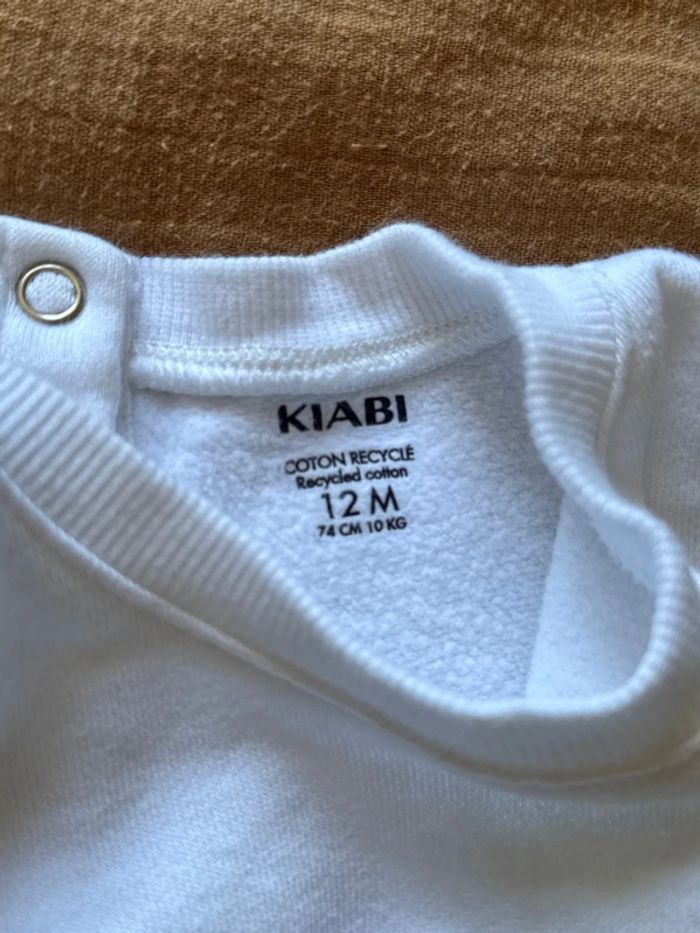 KIABI
COTON RECYCLÉ
Recycled cotton
12 M
74 CM 10 KG